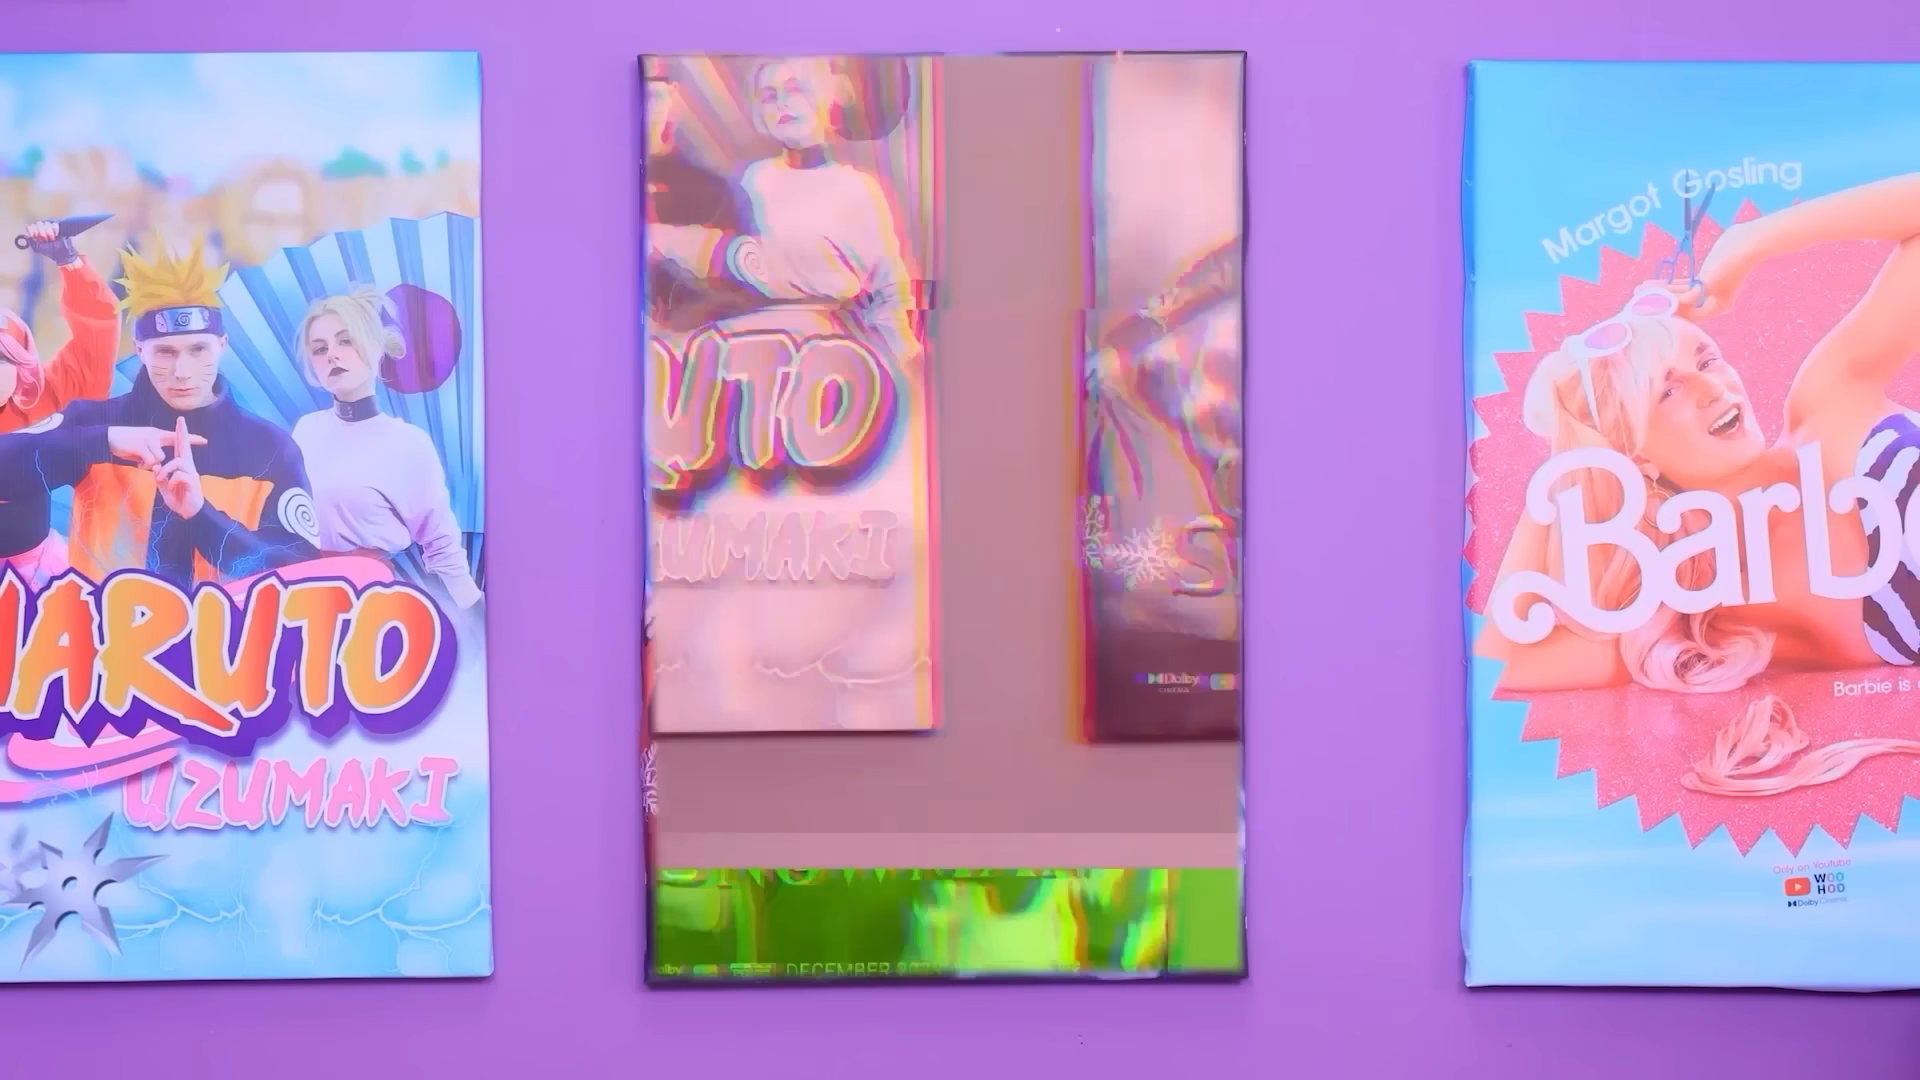 NARUTO
UZUMAKI
UTO
UZUMAKI
Dolby
DECEMBER
Margot Gosling
Barb
Barbie is
Only on Youtube
WOO
HOO
Dolby Cinema